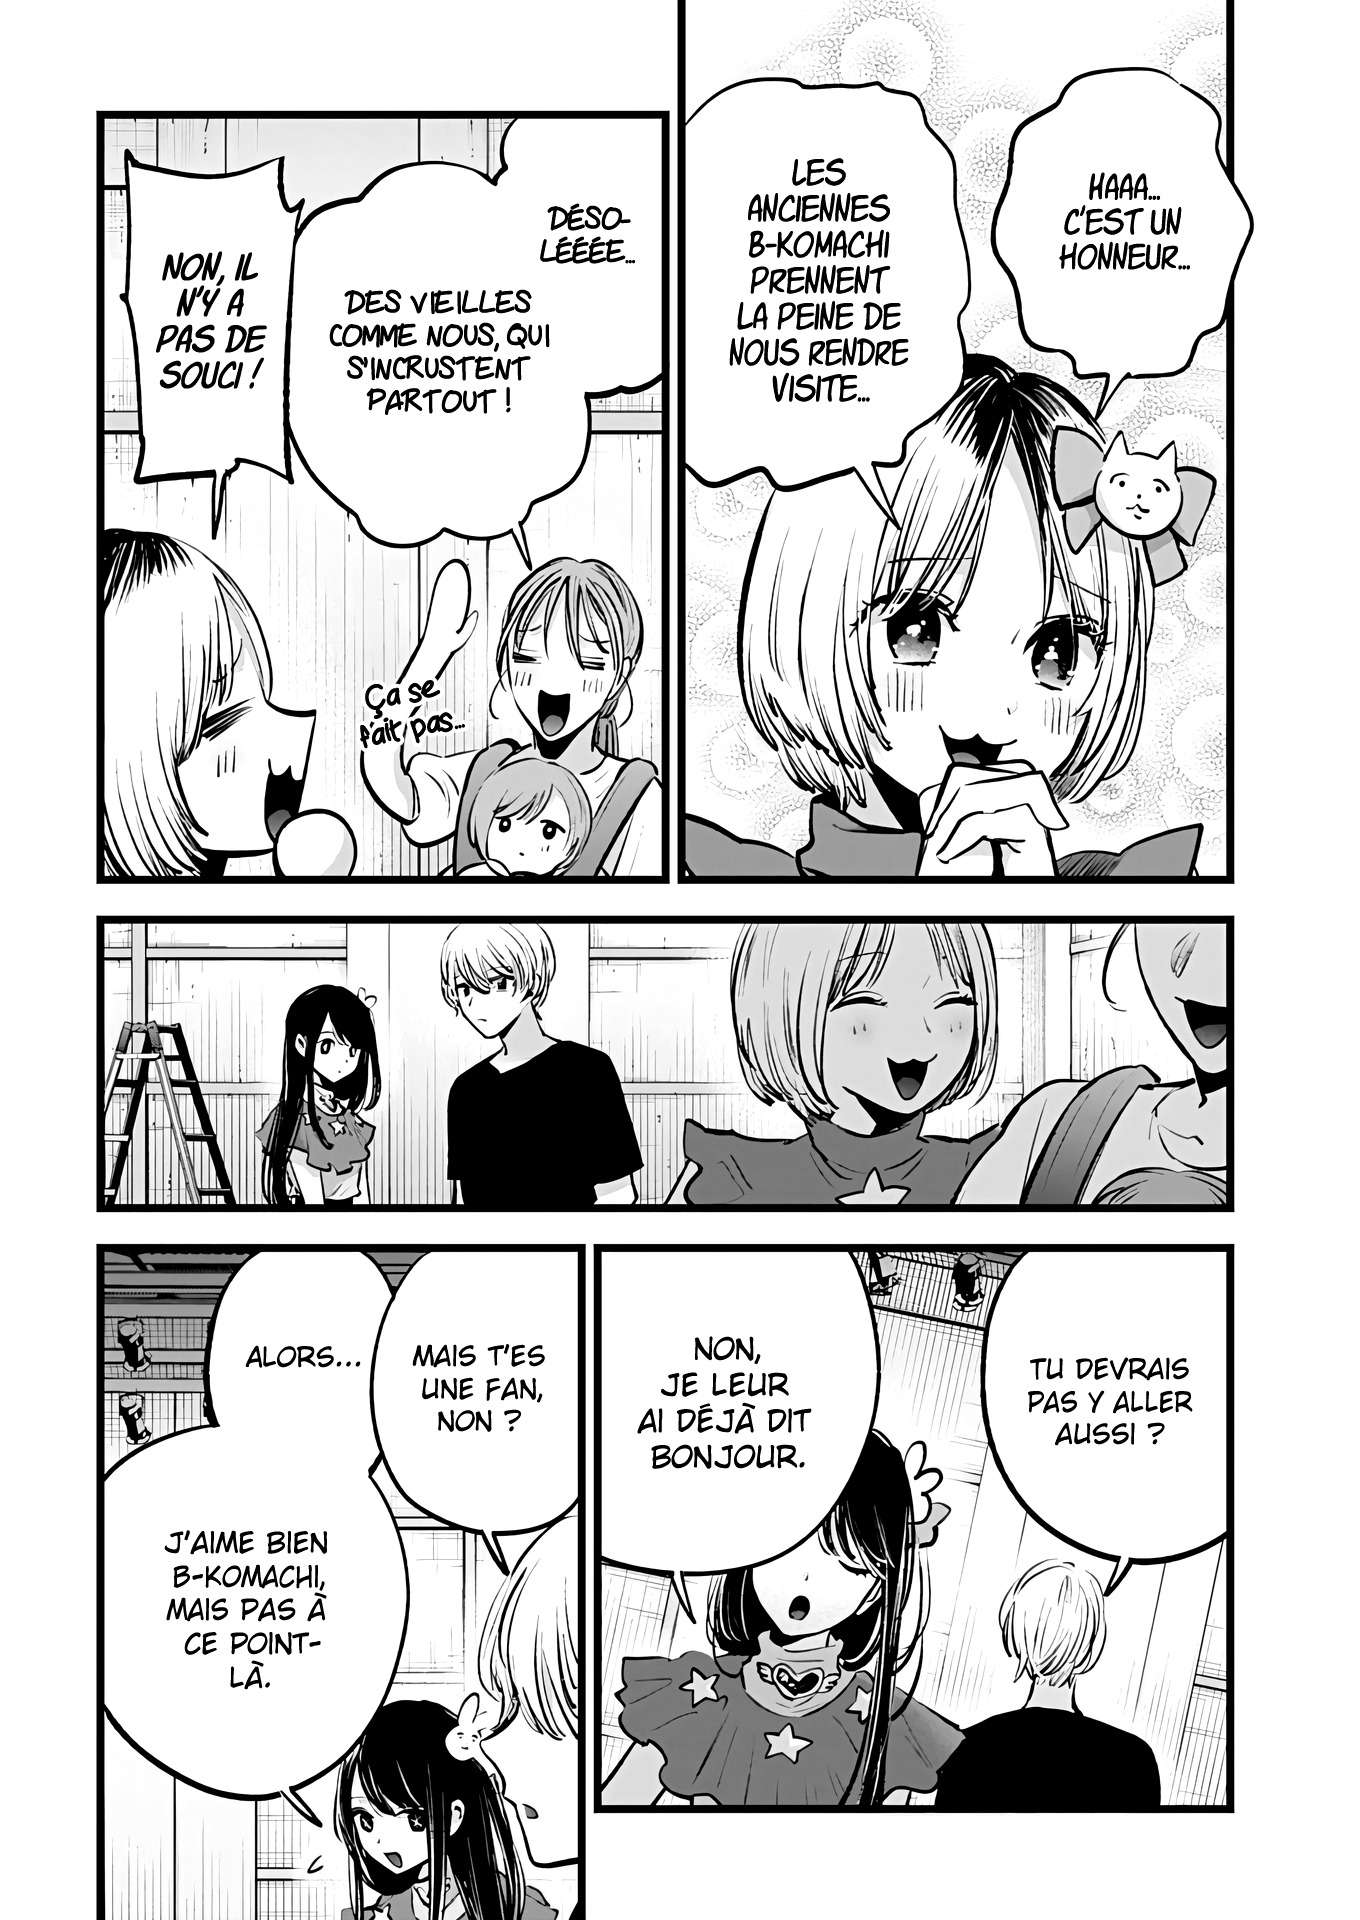 HAAA...
C'EST UN
HONNEUR...
LES
ANCIENNES
B-KOMACHI
PRENNENT
LA PEINE DE
NOUS RENDRE
VISITE...
DÉSO-
LÉÉÉE...
DES VIEILLES
COMME NOUS, QUI
S'INCRUSTENT
PARTOUT !
Ça se
fait pas...
NON, IL
N'Y A
PAS DE
SOUCI !
TU DEVRAIS
PAS Y ALLER
AUSSI ?
NON,
JE LEUR
AI DÉJÀ DIT
BONJOUR.
MAIS T'ES
UNE FAN,
NON ?
ALORS...
J'AIME BIEN
B-KOMACHI,
MAIS PAS À
CE POINT-
LÀ.